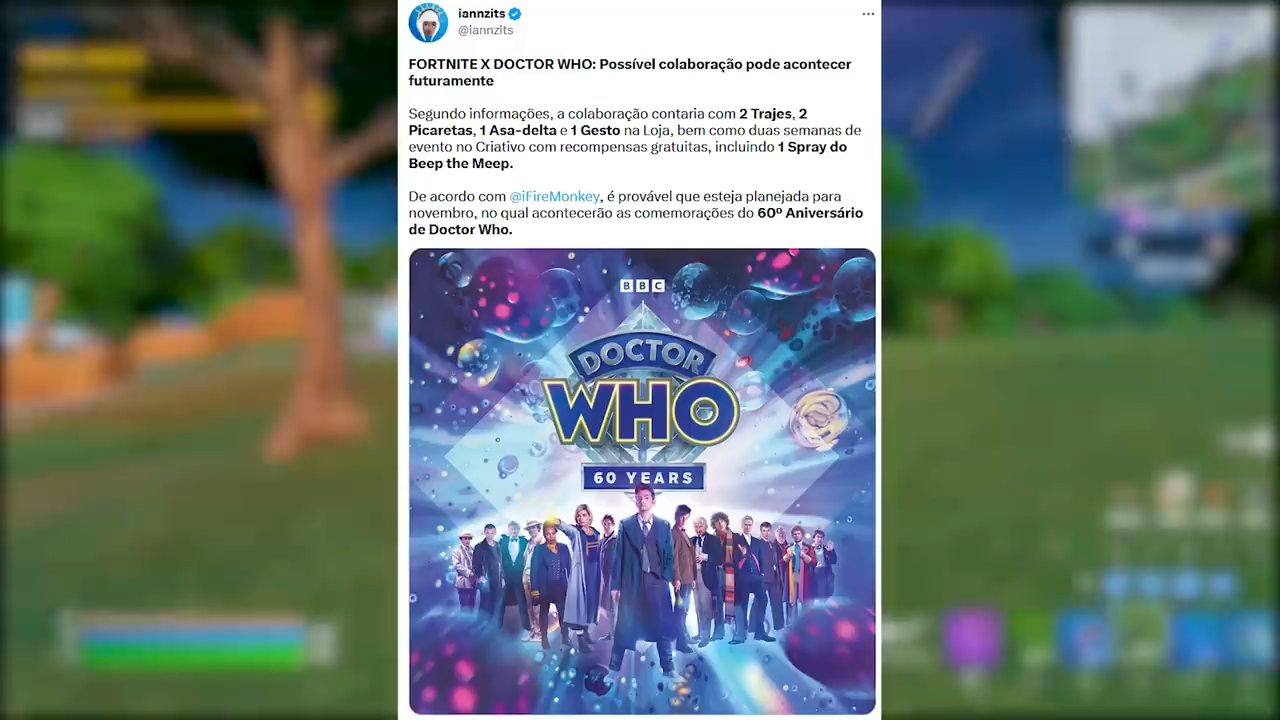 iannzits
@iannzits
FORTNITE X DOCTOR WHO: Possível colaboração pode acontecer
futuramente
Segundo informações, a colaboração contaria com 2 Trajes, 2
Picaretas, 1 Asa-delta e 1 Gesto na Loja, bem como duas semanas de
evento no Criativo com recompensas gratuitas, incluindo 1 Spray do
Beep the Meep.
De acordo com @iFireMonkey, é provável que esteja planejada para
novembro, no qual acontecerão as comemorações do 60º Aniversário
de Doctor Who.
BBC
DOCTOR
WHO
60 YEARS